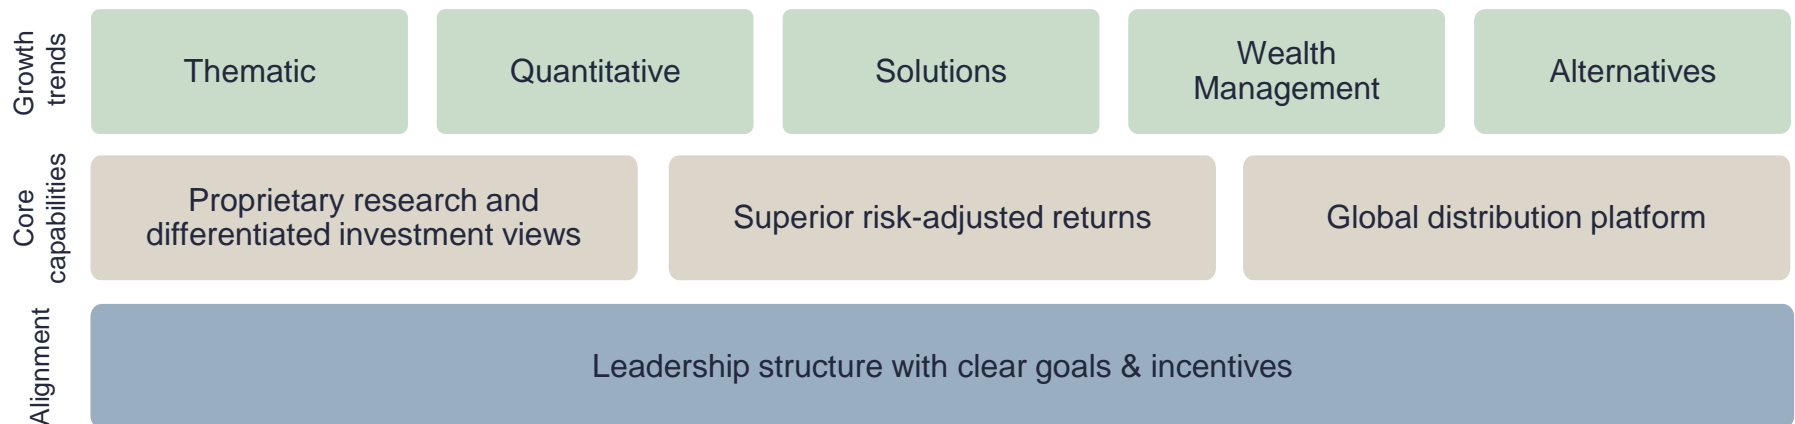 Growth
trends
Thematic
Quantitative
Solutions
Wealth
Management
Alternatives
Core
capabilities
Proprietary research and
differentiated investment views
Superior risk-adjusted returns
Global distribution platform
Alignment
Leadership structure with clear goals & incentives